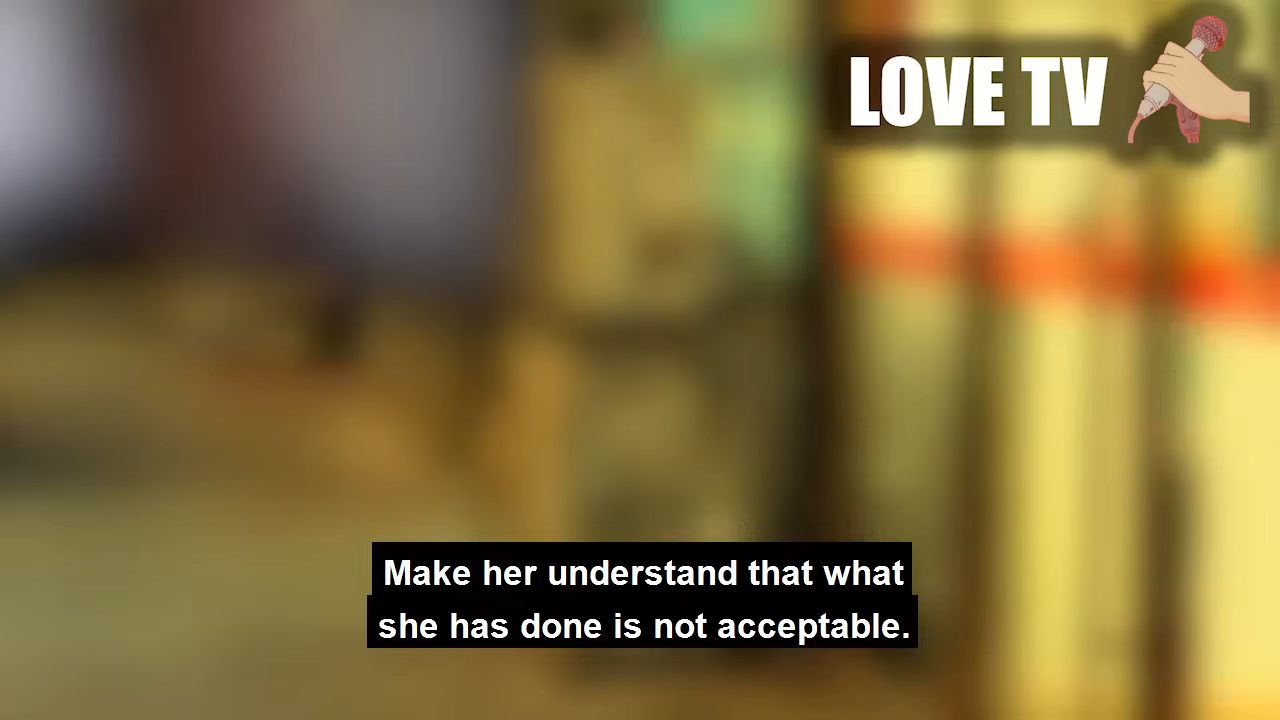 LOVE TV
Make her understand that what
she has done is not acceptable.